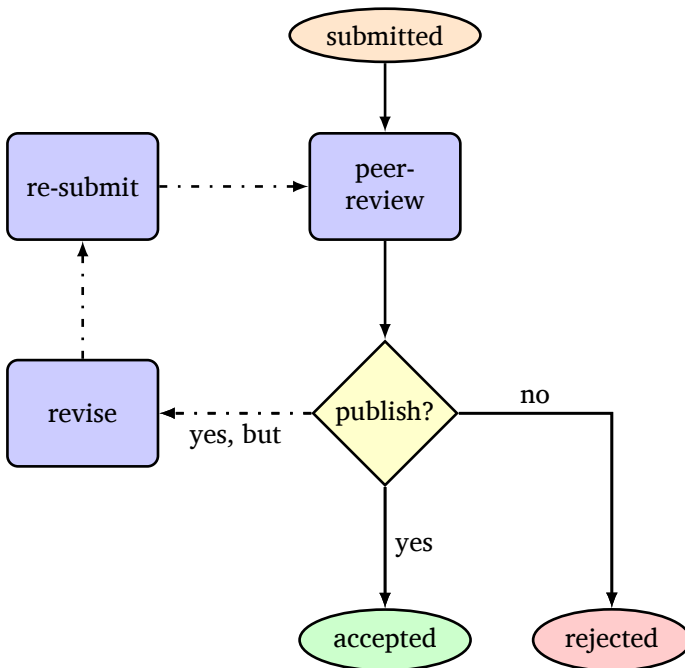 submitted
re-submit
peer-
review
no
revise
publish?
yes, but
yes
accepted
rejected